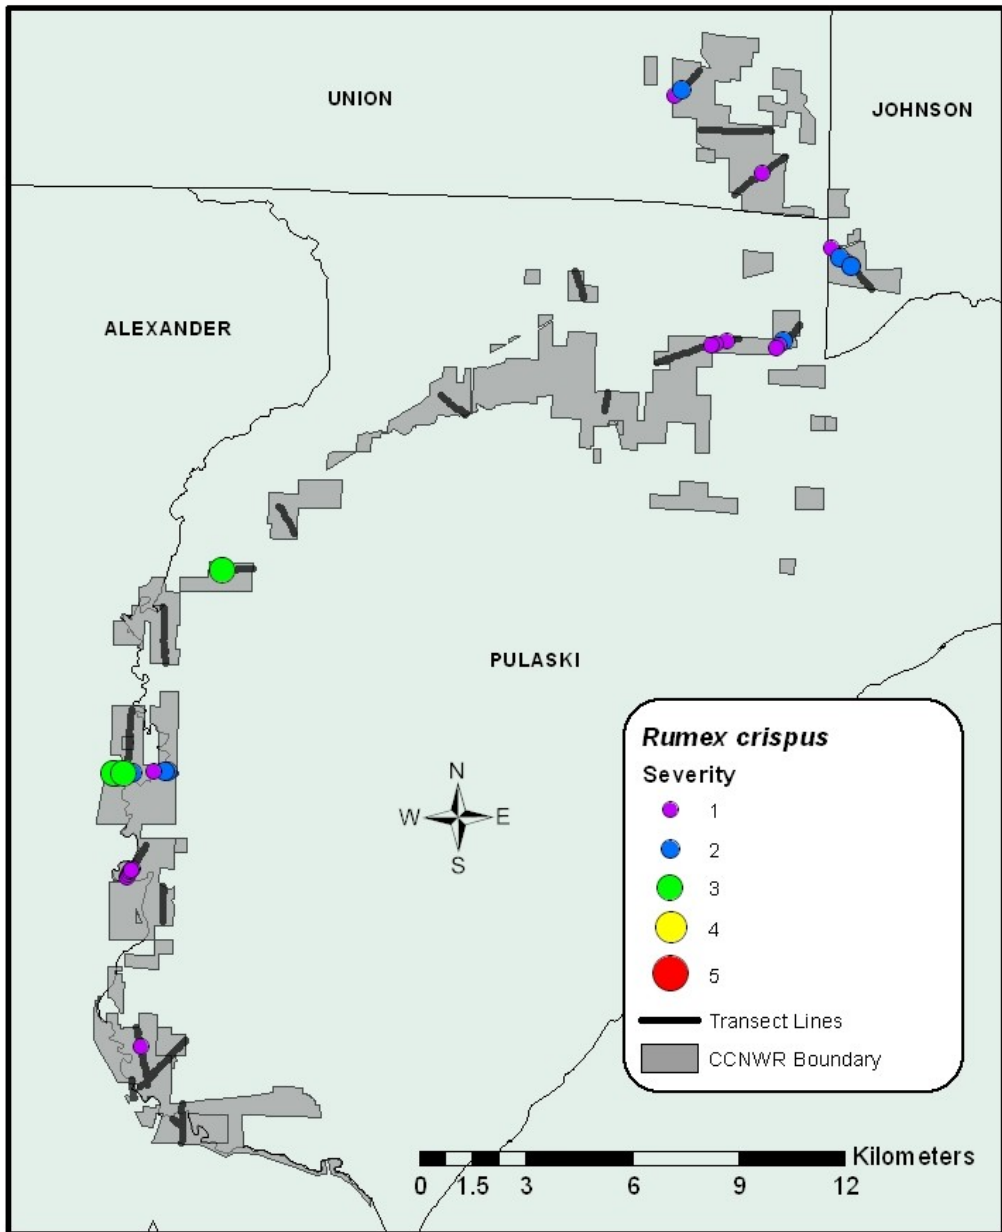 UNION
JOHNSON
ALEXANDER
PULASKI
N
W E
S
Rumex crispus
Severity
1
2
3
4
5
Transect Lines
CCNWR Boundary
Kilometers
0 1.5 3 6 9 12